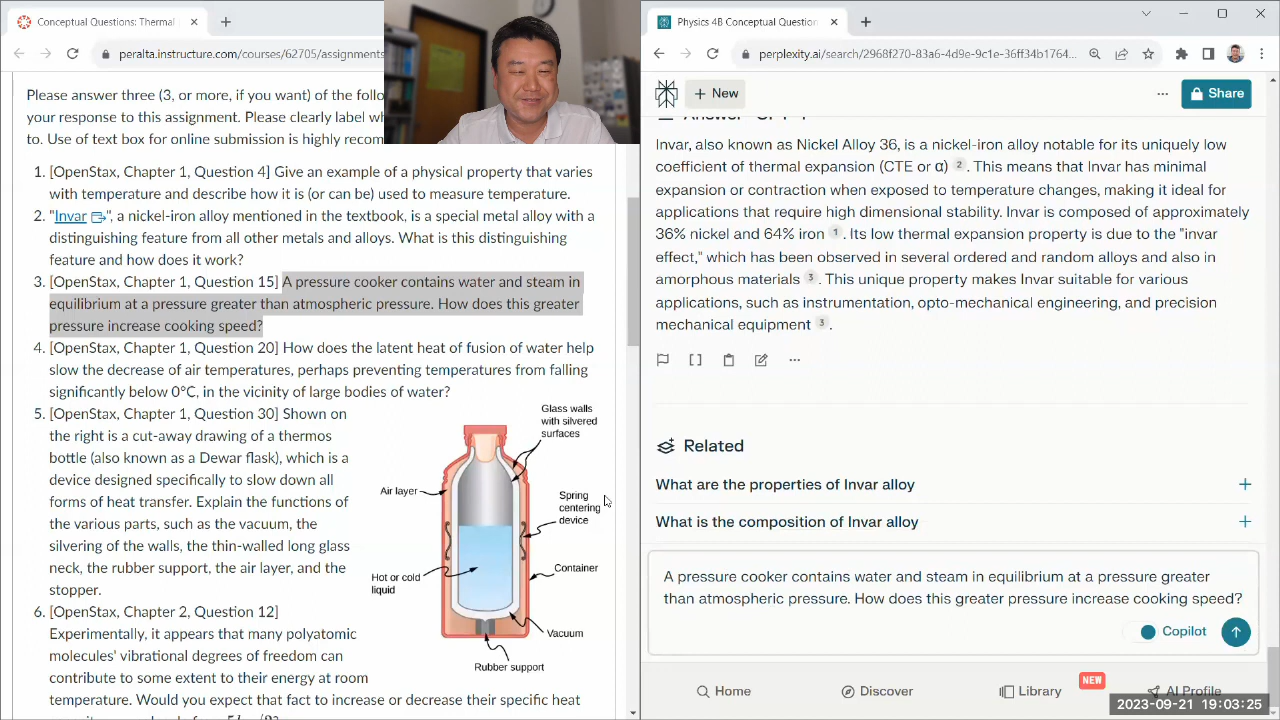 Conceptual Questions: Thermal
peralta.instructure.com/courses/62705/assignments
Please answer three (3, or more, if you want) of the follo
your response to this assignment. Please clearly label wh
to. Use of text box for online submission is highly recom
1. [OpenStax, Chapter 1, Question 4] Give an example of a physical property that varies
with temperature and describe how it is (or can be) used to measure temperature.
2. "Invar", a nickel-iron alloy mentioned in the textbook, is a special metal alloy with a
distinguishing feature from all other metals and alloys. What is this distinguishing
feature and how does it work?
3. [OpenStax, Chapter 1, Question 15] A pressure cooker contains water and steam in
equilibrium at a pressure greater than atmospheric pressure. How does this greater
pressure increase cooking speed?
4. [OpenStax, Chapter 1, Question 20] How does the latent heat of fusion of water help
slow the decrease of air temperatures, perhaps preventing temperatures from falling
significantly below 0°C, in the vicinity of large bodies of water?
5. [OpenStax, Chapter 1, Question 30] Shown on
the right is a cut-away drawing of a thermos
bottle (also known as a Dewar flask), which is a
device designed specifically to slow down all
forms of heat transfer. Explain the functions of
the various parts, such as the vacuum, the
silvering of the walls, the thin-walled long glass
neck, the rubber support, the air layer, and the
stopper.
6. [OpenStax, Chapter 2, Question 12]
Experimentally, it appears that many polyatomic
molecules' vibrational degrees of freedom can
contribute to some extent to their energy at room
temperature. Would you expect that fact to increase or decrease their specific heat
Glass walls
with silvered
surfaces
Air layer
Spring
centering
device
Hot or cold
liquid
Container
Vacuum
Rubber support
Physics 4B Conceptual Question
perplexity.ai/search/2968f270-83a6-4d9e-9c1e-36ff34b1764...
New
Share
Invar, also known as Nickel Alloy 36, is a nickel-iron alloy notable for its uniquely low
coefficient of thermal expansion (CTE or α) 2. This means that Invar has minimal
expansion or contraction when exposed to temperature changes, making it ideal for
applications that require high dimensional stability. Invar is composed of approximately
36% nickel and 64% iron 1. Its low thermal expansion property is due to the "invar
effect," which has been observed in several ordered and random alloys and also in
amorphous materials 3. This unique property makes Invar suitable for various
applications, such as instrumentation, opto-mechanical engineering, and precision
mechanical equipment 3.
Related
What are the properties of Invar alloy
What is the composition of Invar alloy
A pressure cooker contains water and steam in equilibrium at a pressure greater
than atmospheric pressure. How does this greater pressure increase cooking speed?
Copilot
Home
Discover
Library
NEW
AI Profile
2023-09-21 19:03:25